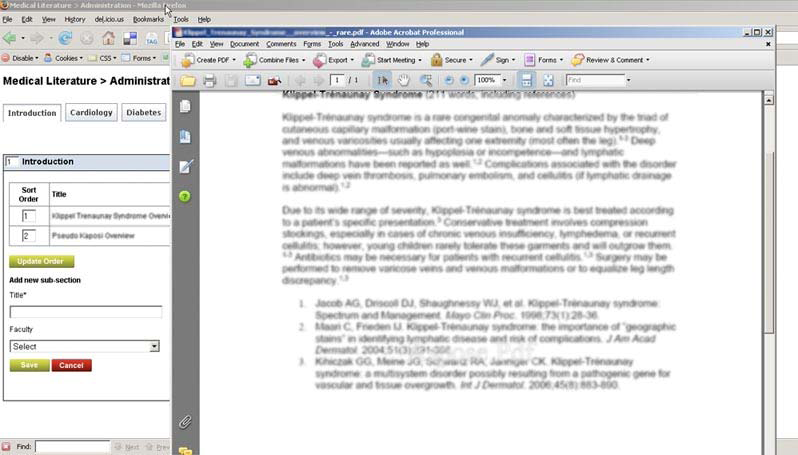 Medical Literature > Administration - Mozilla Firefox
File Edit View History del.icio.us Bookmarks Tools Help
TAG
Disable Cookies CSS Forms
Medical Literature > Administrat
Introduction Cardiology Diabetes
1 Introduction
Sort Order Title
1 Klippel Trenaunay Syndrome Overvi
2 Pseudo Kaposi Overview
Update Order
Add new sub-section
Title*
Faculty
Select
Save Cancel
Find: Next Prev
Klippel_Trenaunay_Syndrome__overview_-_rare.pdf - Adobe Acrobat Professional
File Edit View Document Comments Forms Tools Advanced Window Help
Create PDF Combine Files Export Start Meeting Secure Sign Forms Review & Comment
1 / 1 100% Find
Klippel-Trenaunay Syndrome (211 words, including references)
Klippel-Trénaunay syndrome is a rare congenital anomaly characterized by the triad of
cutaneous capillary malformation (port-wine stain), bone and soft tissue hypertrophy,
and venous varicosities usually affecting one extremity (most often the leg).¹⁻³ Deep
venous abnormalities—such as hypoplasia or incompetence—and lymphatic
malformations have been reported as well.¹,² Complications associated with the disorder
include deep vein thrombosis, pulmonary embolism, and cellulitis (if lymphatic drainage
is abnormal).¹,²
Due to its wide range of severity, Klippel-Trénaunay syndrome is best treated according
to a patient's specific presentation.³ Conservative treatment involves compression
stockings, especially in cases of chronic venous insufficiency, lymphedema, or recurrent
cellulitis; however, young children rarely tolerate these garments and will outgrow them.
¹⁻³ Antibiotics may be necessary for patients with recurrent cellulitis.¹,³ Surgery may be
performed to remove varicose veins and venous malformations or to equalize leg length
discrepancy.¹,³
1. Jacob AG, Driscoll DJ, Shaughnessy WJ, et al. Klippel-Trénaunay syndrome:
Spectrum and Management. Mayo Clin Proc. 1998;73(1):28-36.
2. Maari C, Frieden IJ. Klippel-Trénaunay syndrome: the importance of "geographic
stains" in identifying lymphatic disease and risk of complications. J Am Acad
Dermatol. 2004;51(3):391-398.
3. Kihiczak GG, Meine JG, Schwartz RA, Janniger CK. Klippel-Trénaunay
syndrome: a multisystem disorder possibly resulting from a pathogenic gene for
vascular and tissue overgrowth. Int J Dermatol. 2006;45(8):883-890.